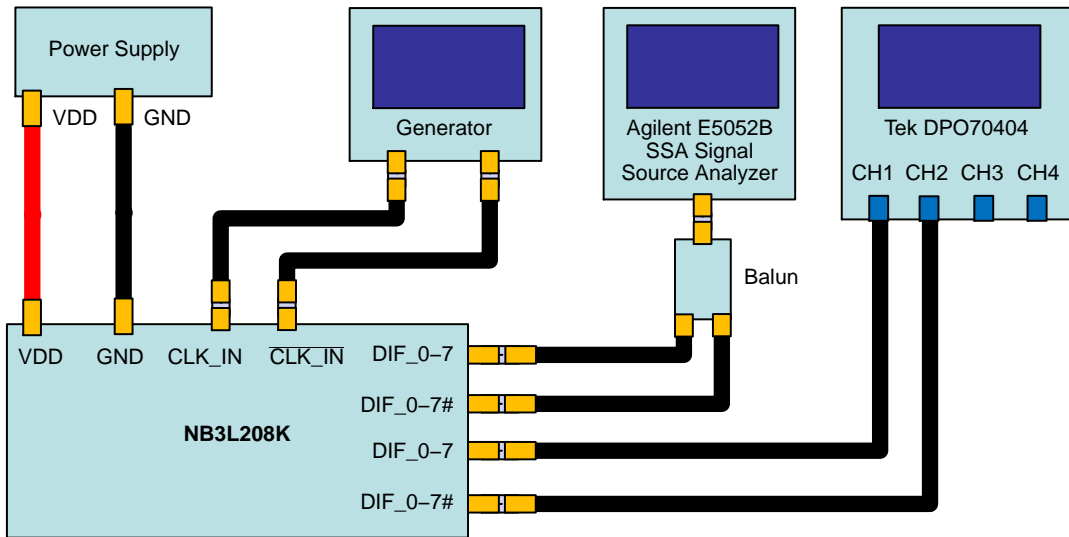 Power Supply
VDD
GND
Generator
Agilent E5052B
SSA Signal
Source Analyzer
Tek DPO70404
CH1
CH2
CH3
CH4
Balun
VDD
GND
CLK_IN
CLK_IN
DIF_0−7
DIF_0−7#
NB3L208K
DIF_0−7
DIF_0−7#